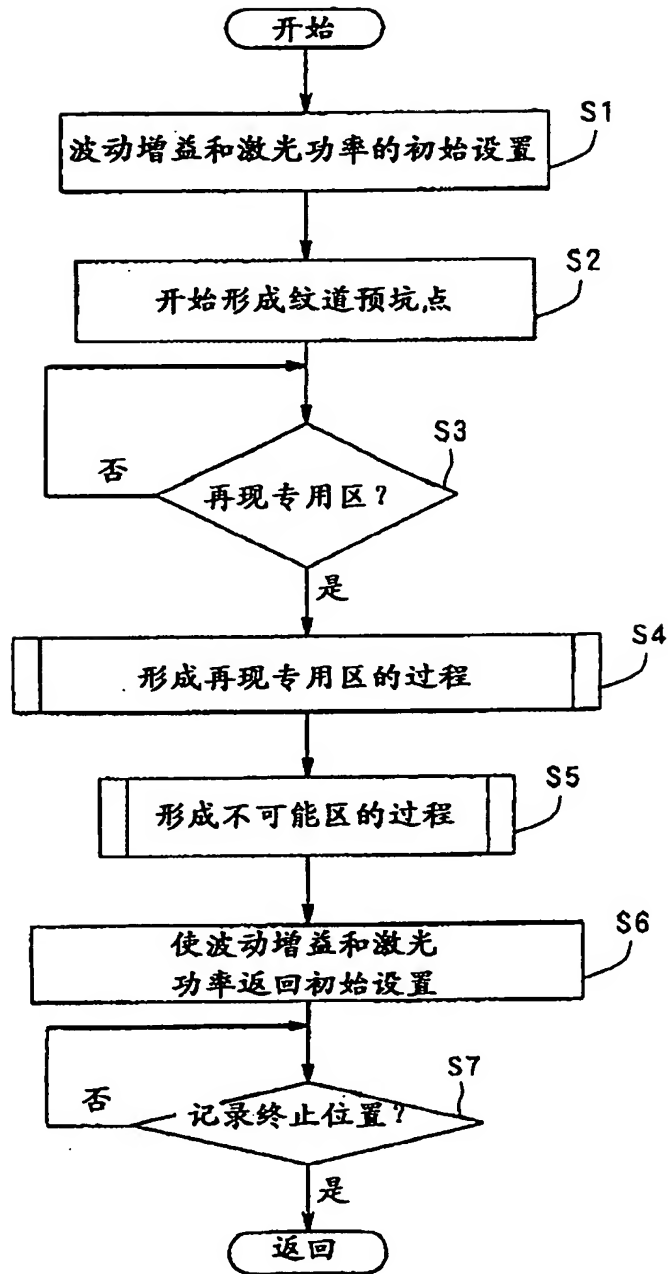 开始
波动增益和激光功率的初始设置
S1
开始形成纹道预坑点
S2
再现专用区？
S3
否
是
形成再现专用区的过程
S4
形成不可能区的过程
S5
使波动增益和激光
功率返回初始设置
S6
记录终止位置？
S7
否
是
返回